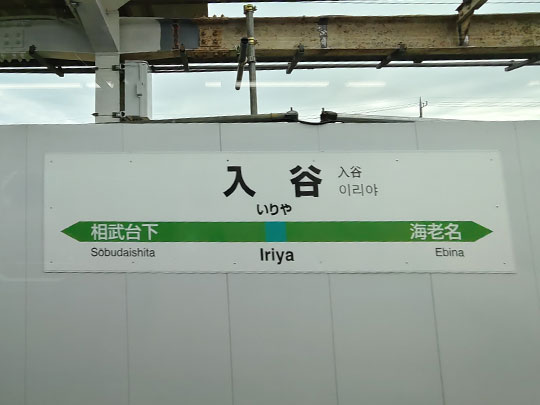 入谷
入谷
이리야
いりや
相武台下
海老名
Sōbudaishita
Iriya
Ebina